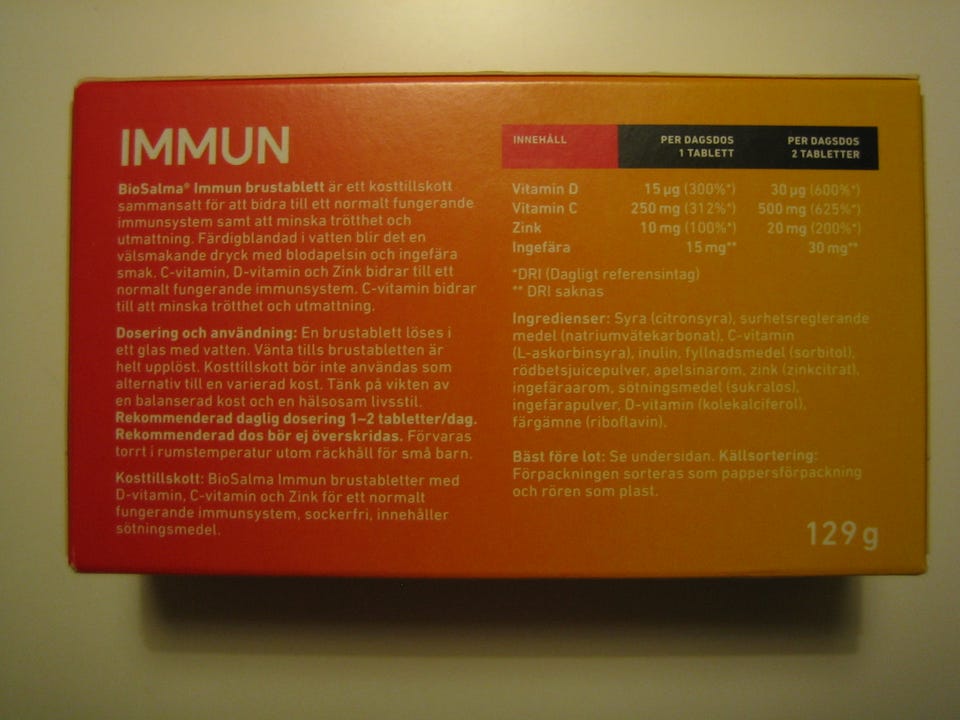 IMMUN
BioSalma® Immun brustablett är ett kosttillskott
sammansatt för att bidra till ett normalt fungerande
immunsystem samt att minska trötthet och
utmattning. Färdigblandad i vatten blir det en
välsmakande dryck med blodapelsin och ingefära
smak. C-vitamin, D-vitamin och Zink bidrar till ett
normalt fungerande immunsystem. C-vitamin bidrar
till att minska trötthet och utmattning.
Dosering och användning: En brustablett löses i
ett glas med vatten. Vänta tills brustabletten är
helt upplöst. Kosttillskott bör inte användas som
alternativ till en varierad kost. Tänk på vikten av
en balanserad kost och en hälsosam livsstil.
Rekommenderad daglig dosering 1–2 tabletter/dag.
Rekommenderad dos bör ej överskridas. Förvaras
torrt i rumstemperatur utom räckhåll för små barn.
Kosttillskott: BioSalma Immun brustabletter med
D-vitamin, C-vitamin och Zink för ett normalt
fungerande immunsystem, sockerfri, innehåller
sötningsmedel.
INNEHÅLL PER DAGSDOS PER DAGSDOS
1 TABLETT 2 TABLETTER
Vitamin D 15 µg (300%*) 30 µg (600%*)
Vitamin C 250 mg (312%*) 500 mg (625%*)
Zink 10 mg (100%*) 20 mg (200%*)
Ingefära 15 mg** 30 mg**
*DRI (Dagligt referensintag)
** DRI saknas
Ingredienser: Syra (citronsyra), surhetsreglerande
medel (natriumvätekarbonat), C-vitamin
(L-askorbinsyra), inulin, fyllnadsmedel (sorbitol),
rödbetsjuicepulver, apelsinarom, zink (zinkcitrat),
ingefäraarom, sötningsmedel (sukralos),
ingefärapulver, D-vitamin (kolekalciferol),
färgämne (riboflavin).
Bäst före lot: Se undersidan. Källsortering:
Förpackningen sorteras som pappersförpackning
och rören som plast.
129 g